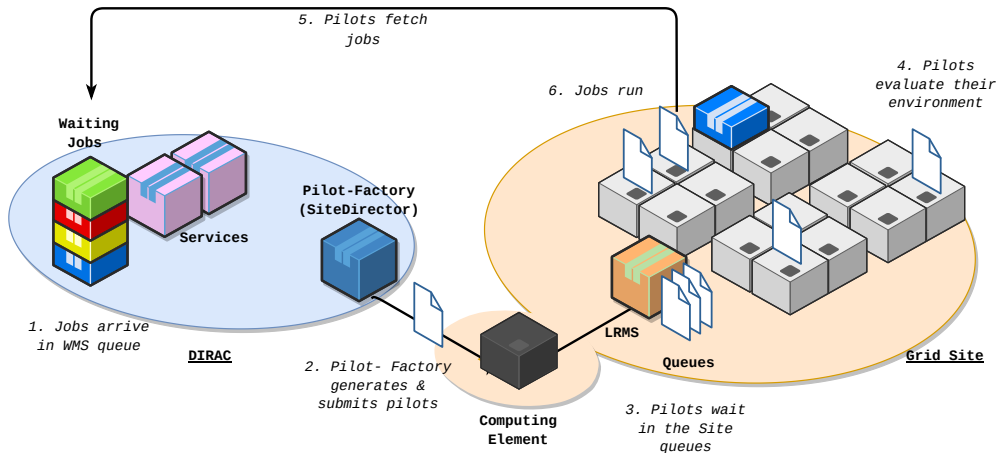 5. Pilots fetch
jobs
4. Pilots
evaluate their
environment
6. Jobs run
Waiting
Jobs
Pilot-Factory
(SiteDirector)
Services
1. Jobs arrive
in WMS queue
DIRAC
LRMS
Queues
Grid Site
2. Pilot- Factory
generates &
submits pilots
Computing
Element
3. Pilots wait
in the Site
queues